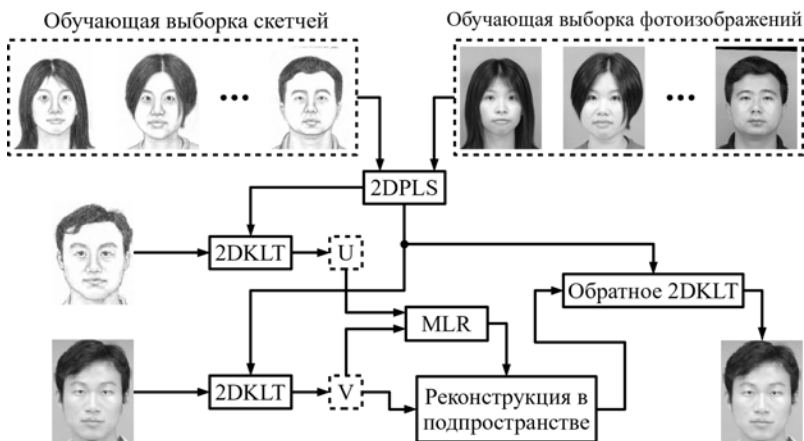 Обучающая выборка скетчей
Обучающая выборка фотоизображений
2DPLS
2DKLT
U
Обратное 2DKLT
MLR
2DKLT
V
Реконструкция в
подпространстве